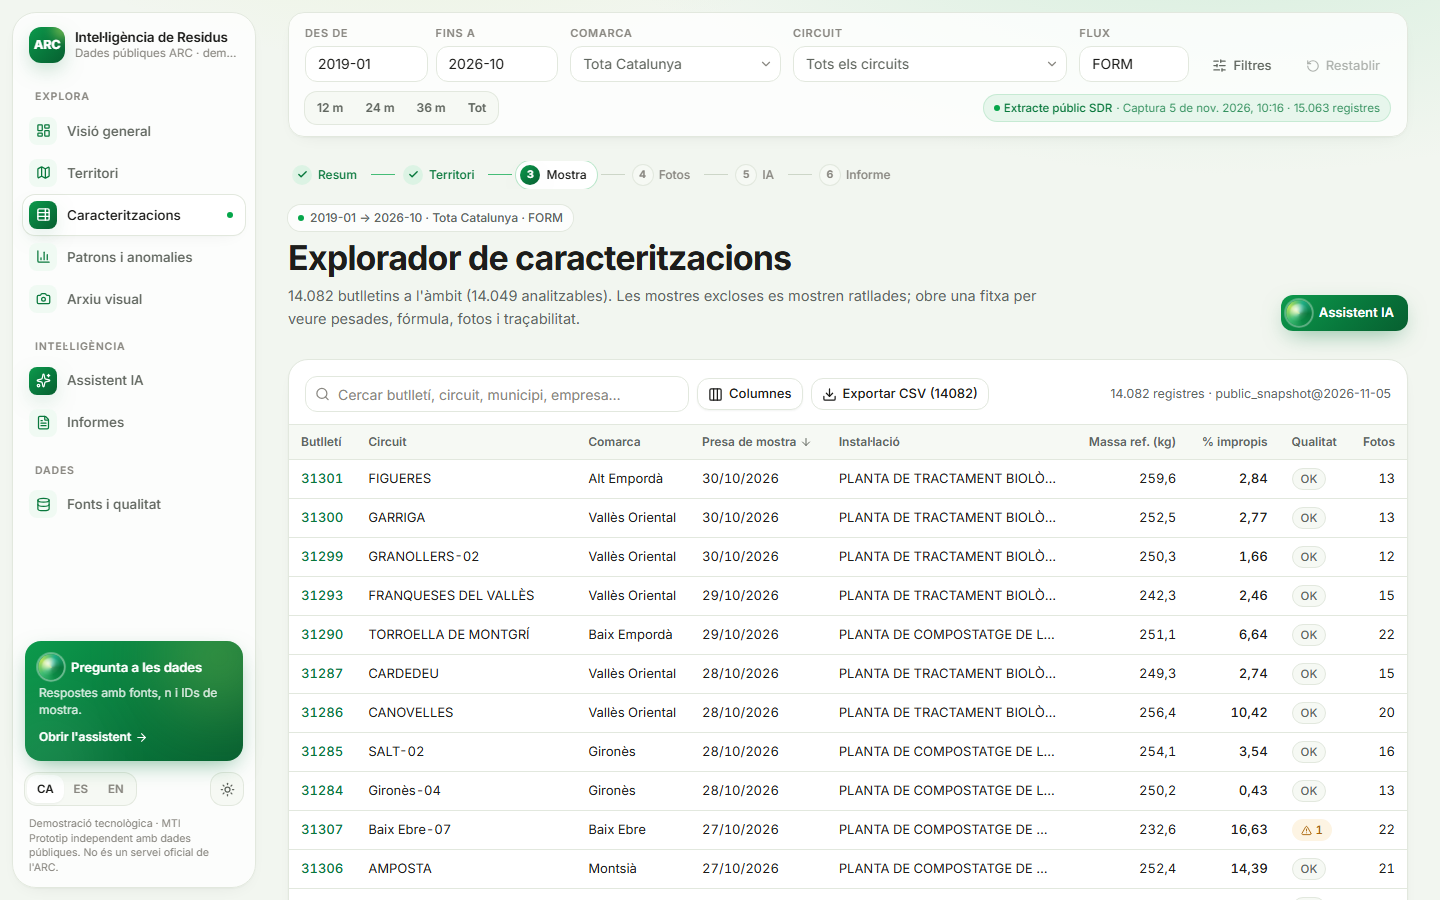 ARC
Intel·ligència de Residus
Dades públiques ARC · dem...
EXPLORA
Visió general
Territori
Caracteritzacions
Patrons i anomalies
Arxiu visual
INTEL·LIGÈNCIA
Assistent IA
Informes
DADES
Fonts i qualitat
Pregunta a les dades
Respostes amb fonts, n i IDs de
mostra.
Obrir l'assistent →
CA ES EN
Demostració tecnològica · MTI
Prototip independent amb dades
públiques. No és un servei oficial de
l'ARC.
DES DE FINS A COMARCA CIRCUIT FLUX
2019-01 2026-10 Tota Catalunya Tots els circuits FORM Filtres Restablir
12 m 24 m 36 m Tot
Extracte públic SDR · Captura 5 de nov. 2026, 10:16 · 15.063 registres
Resum Territori 3 Mostra 4 Fotos 5 IA 6 Informe
2019-01 → 2026-10 · Tota Catalunya · FORM
Explorador de caracteritzacions
14.082 butlletins a l'àmbit (14.049 analitzables). Les mostres excloses es mostren ratllades; obre una fitxa per
veure pesades, fórmula, fotos i traçabilitat.
Assistent IA
Cercar butlletí, circuit, municipi, empresa... Columnes Exportar CSV (14082) 14.082 registres · public_snapshot@2026-11-05
Butlletí Circuit Comarca Presa de mostra ↓ Instal·lació Massa ref. (kg) % impropis Qualitat Fotos
31301 FIGUERES Alt Empordà 30/10/2026 PLANTA DE TRACTAMENT BIOLÒ... 259,6 2,84 OK 13
31300 GARRIGA Vallès Oriental 30/10/2026 PLANTA DE TRACTAMENT BIOLÒ... 252,5 2,77 OK 13
31299 GRANOLLERS-02 Vallès Oriental 30/10/2026 PLANTA DE TRACTAMENT BIOLÒ... 250,3 1,66 OK 12
31293 FRANQUESES DEL VALLÈS Vallès Oriental 29/10/2026 PLANTA DE TRACTAMENT BIOLÒ... 242,3 2,46 OK 15
31290 TORROELLA DE MONTGRÍ Baix Empordà 29/10/2026 PLANTA DE COMPOSTATGE DE L... 251,1 6,64 OK 22
31287 CARDEDEU Vallès Oriental 28/10/2026 PLANTA DE TRACTAMENT BIOLÒ... 249,3 2,74 OK 15
31286 CANOVELLES Vallès Oriental 28/10/2026 PLANTA DE TRACTAMENT BIOLÒ... 256,4 10,42 OK 20
31285 SALT-02 Gironès 28/10/2026 PLANTA DE COMPOSTATGE DE L... 254,1 3,54 OK 16
31284 Gironès-04 Gironès 28/10/2026 PLANTA DE COMPOSTATGE DE L... 250,2 0,43 OK 13
31307 Baix Ebre-07 Baix Ebre 27/10/2026 PLANTA DE COMPOSTATGE DE ... 232,6 16,63 1 22
31306 AMPOSTA Montsià 27/10/2026 PLANTA DE COMPOSTATGE DE ... 252,4 14,39 OK 21